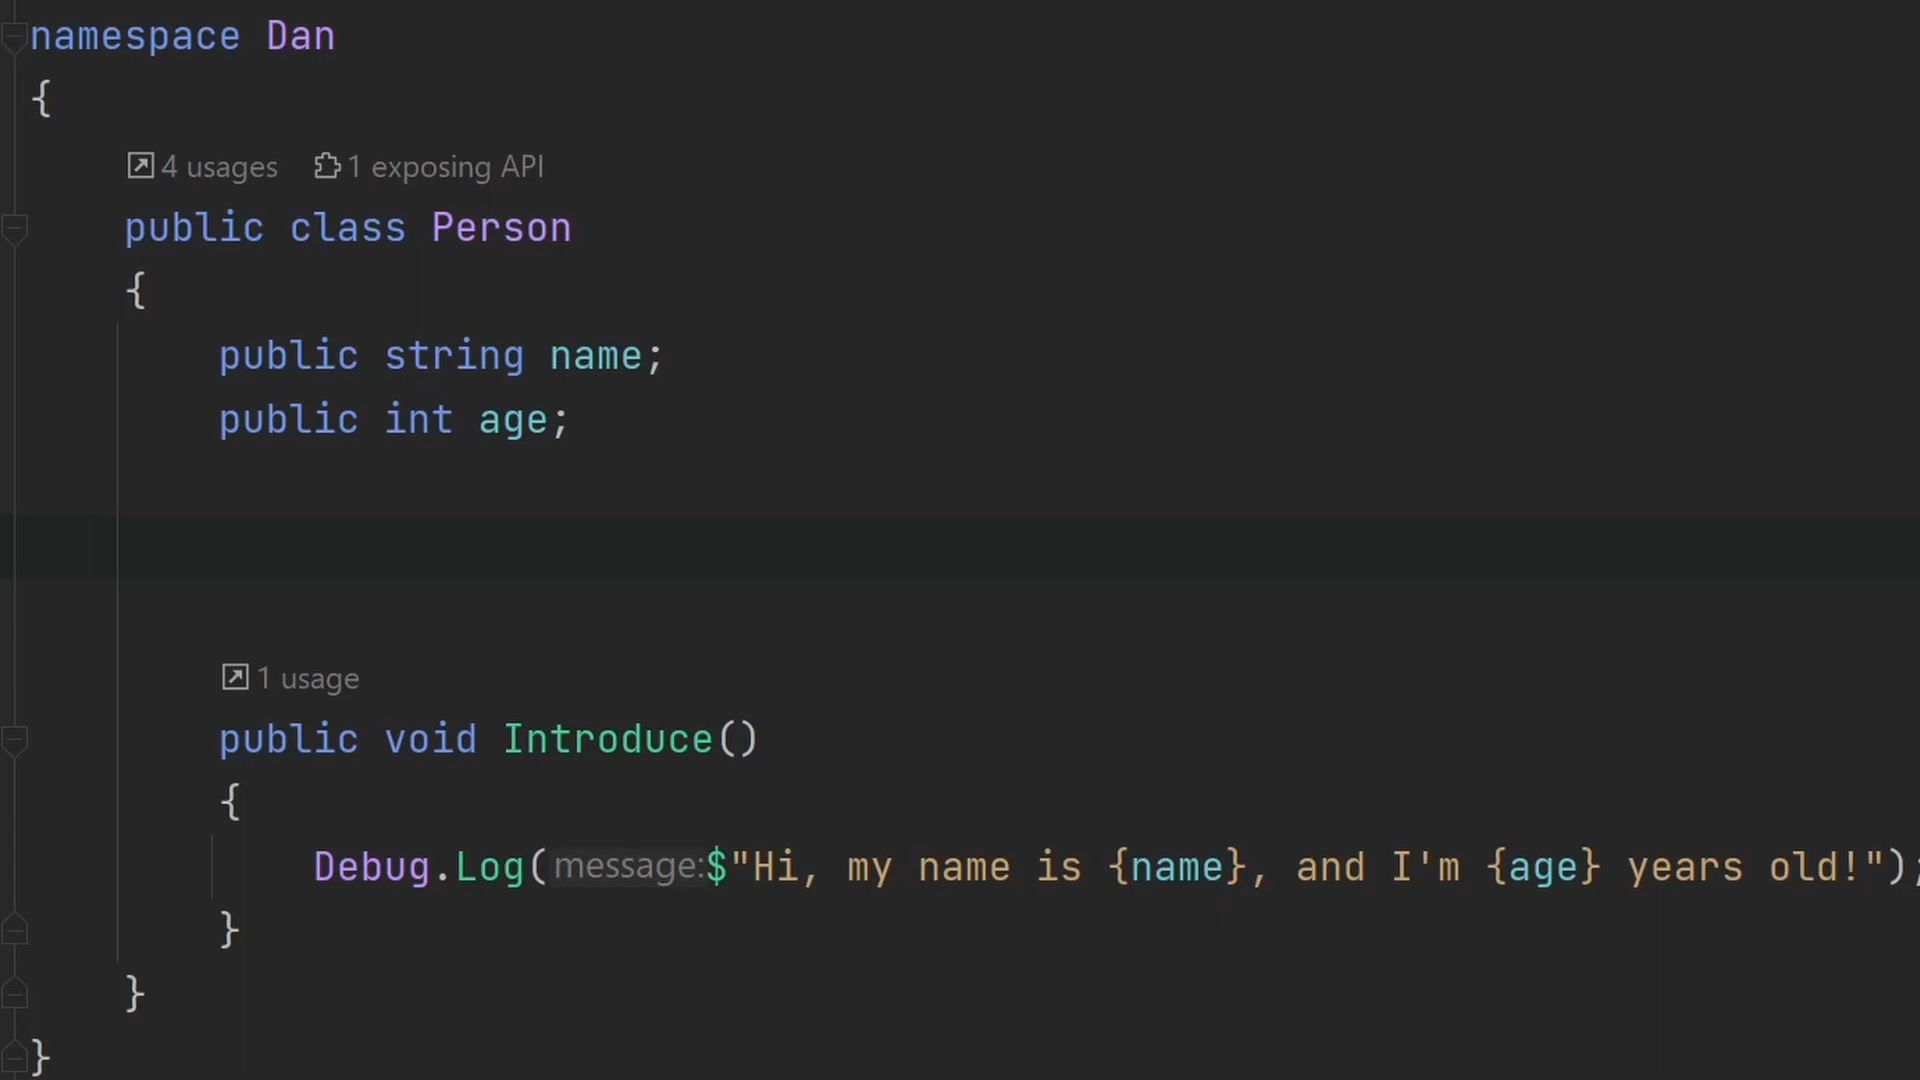 namespace Dan
{
4 usages 1 exposing API
public class Person
{
public string name;
public int age;
1 usage
public void Introduce()
{
Debug.Log(message:$"Hi, my name is {name}, and I'm {age} years old!");
}
}
}